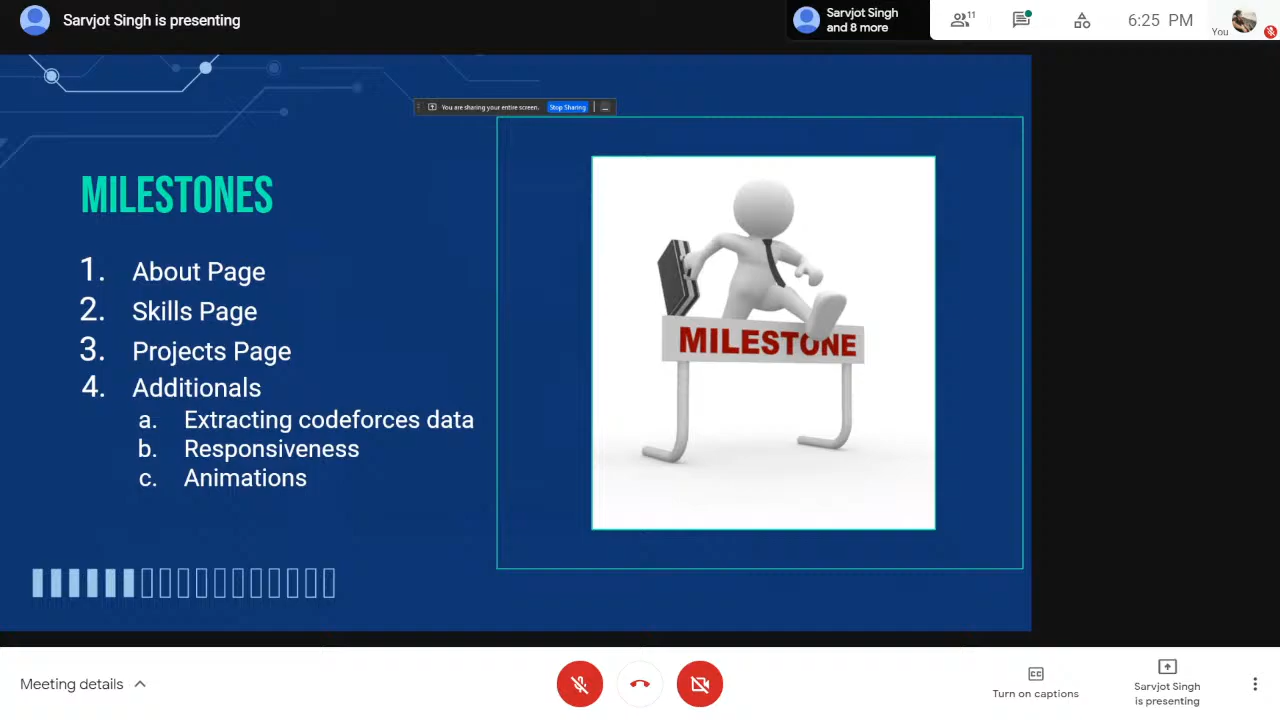 Sarvjot Singh is presenting
Sarvjot Singh
and 8 more
11
6:25 PM
You
You are sharing your entire screen.
Stop Sharing
MILESTONES
1. About Page
2. Skills Page
3. Projects Page
4. Additionals
a. Extracting codeforces data
b. Responsiveness
c. Animations
MILESTONE
Meeting details
CC
Turn on captions
Sarvjot Singh
is presenting